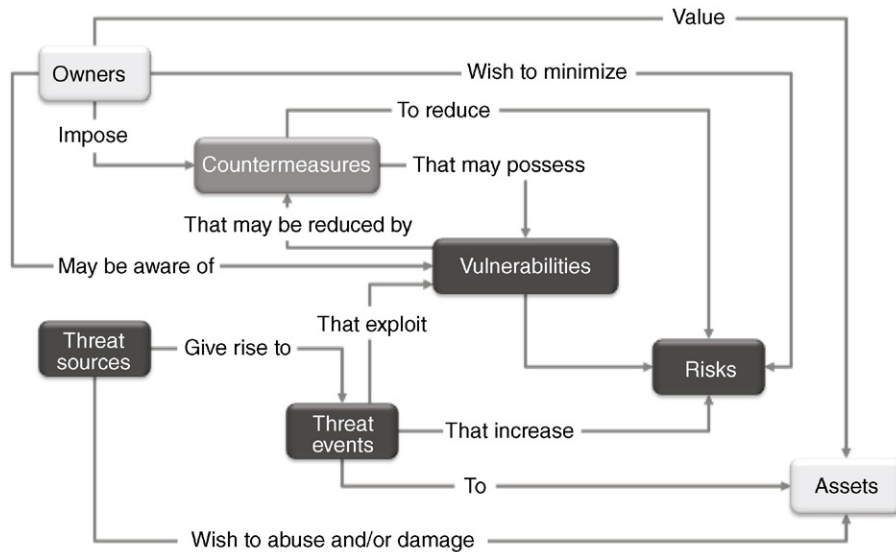 Value
Owners
Wish to minimize
To reduce
Impose
Countermeasures
That may possess
That may be reduced by
May be aware of
Vulnerabilities
That exploit
Threat
sources
Give rise to
Risks
Threat
events
That increase
To
Assets
Wish to abuse and/or damage